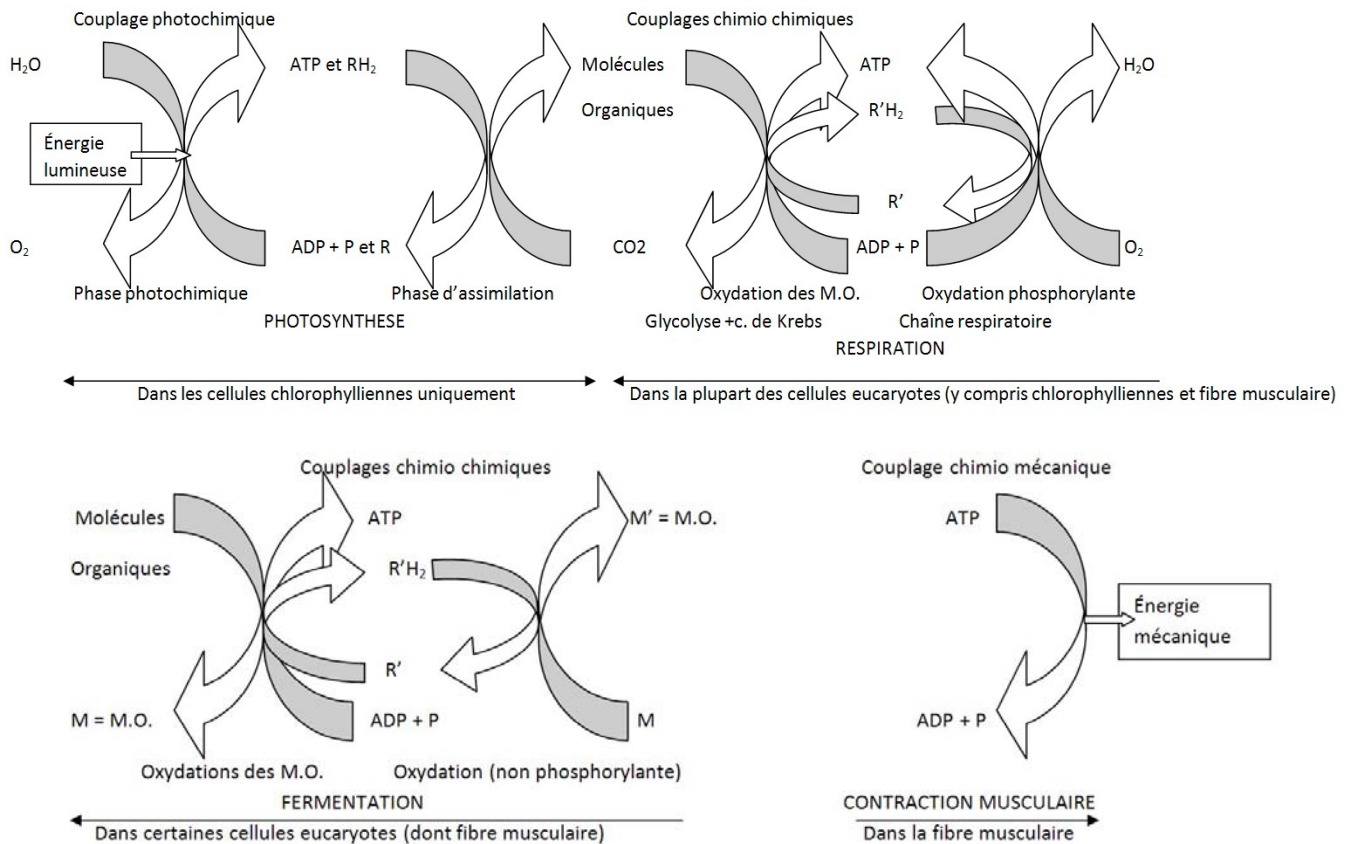 Couplage photochimique
Couplages chimio chimiques
H₂O
ATP et RH₂
Molécules
ATP
H₂O
Organiques
R'H₂
Énergie
lumineuse
R'
O₂
ADP + P et R
CO2
ADP + P
O₂
Phase photochimique
Phase d'assimilation
Oxydation des M.O.
Oxydation phosphorylante
PHOTOSYNTHESE
Glycolyse +c. de Krebs
Chaîne respiratoire
RESPIRATION
Dans les cellules chlorophylliennes uniquement
Dans la plupart des cellules eucaryotes (y compris chlorophylliennes et fibre musculaire)
Couplages chimio chimiques
Couplage chimio mécanique
Molécules
ATP
M' = M.O.
ATP
Organiques
R'H₂
Énergie
mécanique
R'
M = M.O.
ADP + P
M
ADP + P
Oxydations des M.O.
Oxydation (non phosphorylante)
FERMENTATION
CONTRACTION MUSCULAIRE
Dans certaines cellules eucaryotes (dont fibre musculaire)
Dans la fibre musculaire